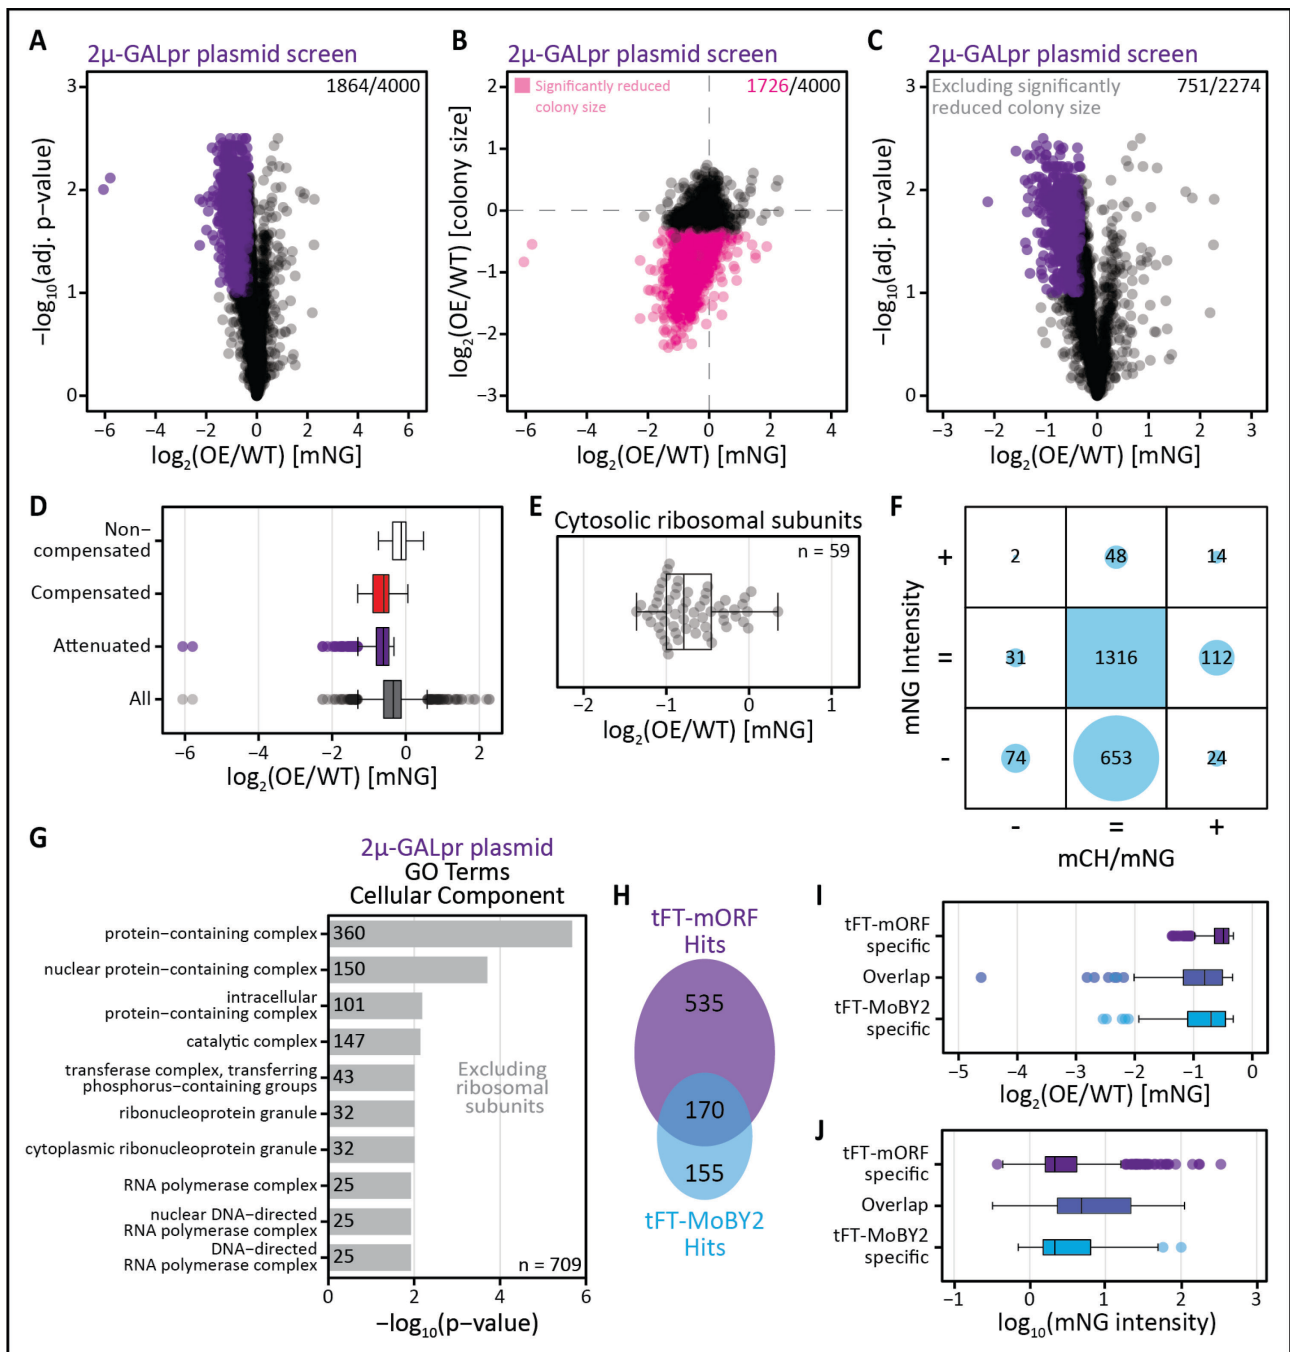 A
2µ-GALpr plasmid screen
1864/4000
3
2
1
0
−log10(adj. p−value)
−6 −4 −2 0 2 4 6
log2(OE/WT) [mNG]
B
2µ-GALpr plasmid screen
Significantly reduced
colony size
1726/4000
2
1
0
−1
−2
−3
log2(OE/WT) [colony size]
−6 −4 −2 0 2 4
log2(OE/WT) [mNG]
C
2µ-GALpr plasmid screen
Excluding significantly
reduced colony size
751/2274
3
2
1
0
−log10(adj. p−value)
−3 −2 −1 0 1 2 3
log2(OE/WT) [mNG]
D
Non−
compensated
Compensated
Attenuated
All
−6 −4 −2 0 2
log2(OE/WT) [mNG]
E
Cytosolic ribosomal subunits
n = 59
−2 −1 0 1
log2(OE/WT) [mNG]
F
mNG Intensity
+
2 48 14
=
31 1316 112
-
74 653 24
- = +
mCH/mNG
G
2µ-GALpr plasmid
GO Terms
Cellular Component
protein−containing complex 360
nuclear protein−containing complex 150
intracellular
protein−containing complex 101
catalytic complex 147
transferase complex, transferring
phosphorus−containing groups 43
ribonucleoprotein granule 32
cytoplasmic ribonucleoprotein granule 32
RNA polymerase complex 25
nuclear DNA−directed
RNA polymerase complex 25
DNA−directed
RNA polymerase complex 25
Excluding
ribosomal
subunits
n = 709
0 2 4 6
−log10(p−value)
H
tFT-mORF
Hits
535
170
155
tFT-MoBY2
Hits
I
tFT−mORF
specific
Overlap
tFT−MoBY2
specific
−5 −4 −3 −2 −1 0
log2(OE/WT) [mNG]
J
tFT−mORF
specific
Overlap
tFT−MoBY2
specific
−1 0 1 2 3
log10(mNG intensity)